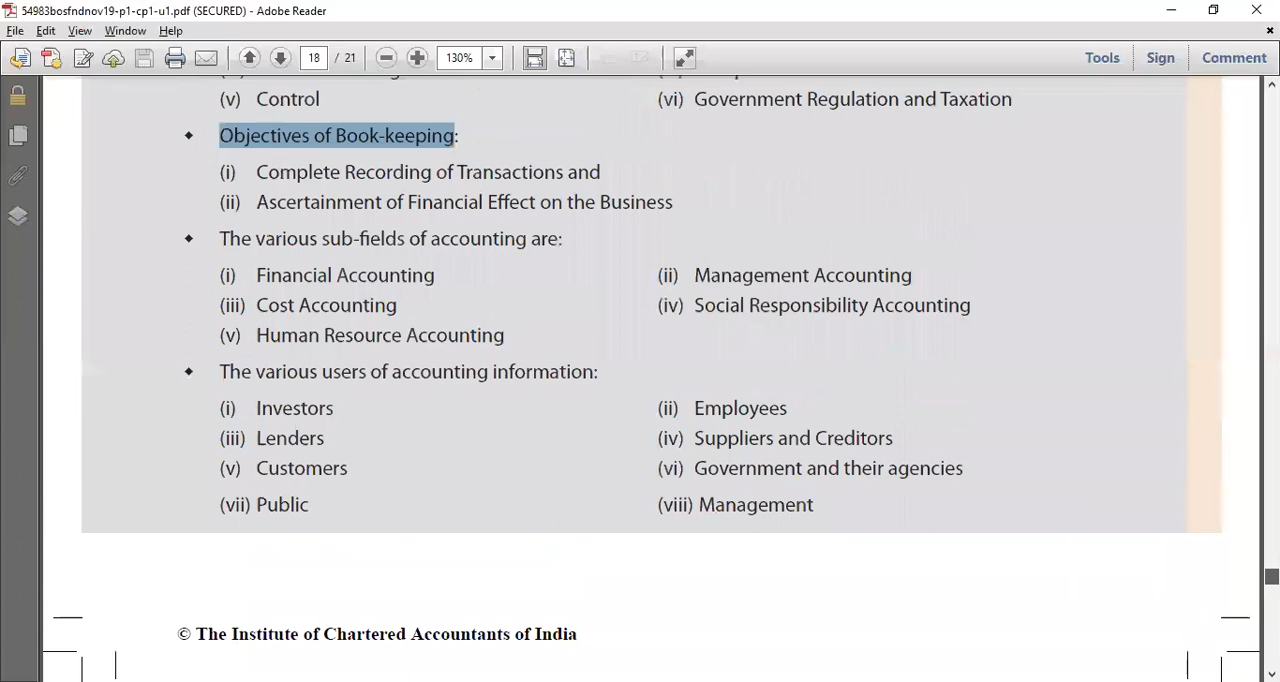 54983bosfndnov19-p1-cp1-u1.pdf (SECURED) - Adobe Reader
File Edit View Window Help
18 / 21 130% Tools Sign Comment
(v) Control (vi) Government Regulation and Taxation
◆ Objectives of Book-keeping:
(i) Complete Recording of Transactions and
(ii) Ascertainment of Financial Effect on the Business
◆ The various sub-fields of accounting are:
(i) Financial Accounting (ii) Management Accounting
(iii) Cost Accounting (iv) Social Responsibility Accounting
(v) Human Resource Accounting
◆ The various users of accounting information:
(i) Investors (ii) Employees
(iii) Lenders (iv) Suppliers and Creditors
(v) Customers (vi) Government and their agencies
(vii) Public (viii) Management
© The Institute of Chartered Accountants of India